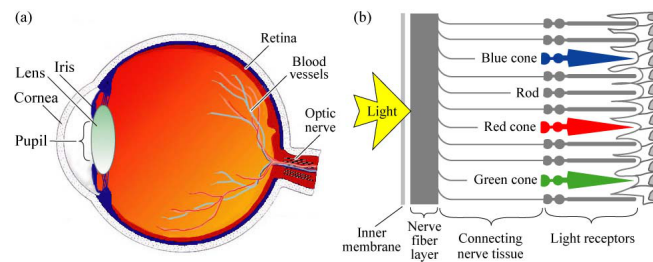 (a)
Iris
Lens
Cornea
Pupil
Retina
Blood
vessels
Optic
nerve
(b)
Light
Blue cone
Rod
Red cone
Green cone
Inner
membrane
Nerve
fiber
layer
Connecting
nerve tissue
Light receptors